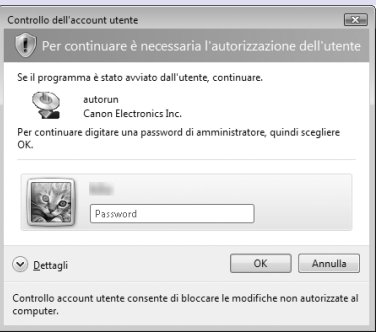 Controllo dell'account utente
Per continuare è necessaria l'autorizzazione dell'utente
Se il programma è stato avviato dall'utente, continuare.
autorun
Canon Electronics Inc.
Per continuare digitare una password di amministratore, quindi scegliere
OK.
Password
Dettagli
OK
Annulla
Controllo account utente consente di bloccare le modifiche non autorizzate al
computer.